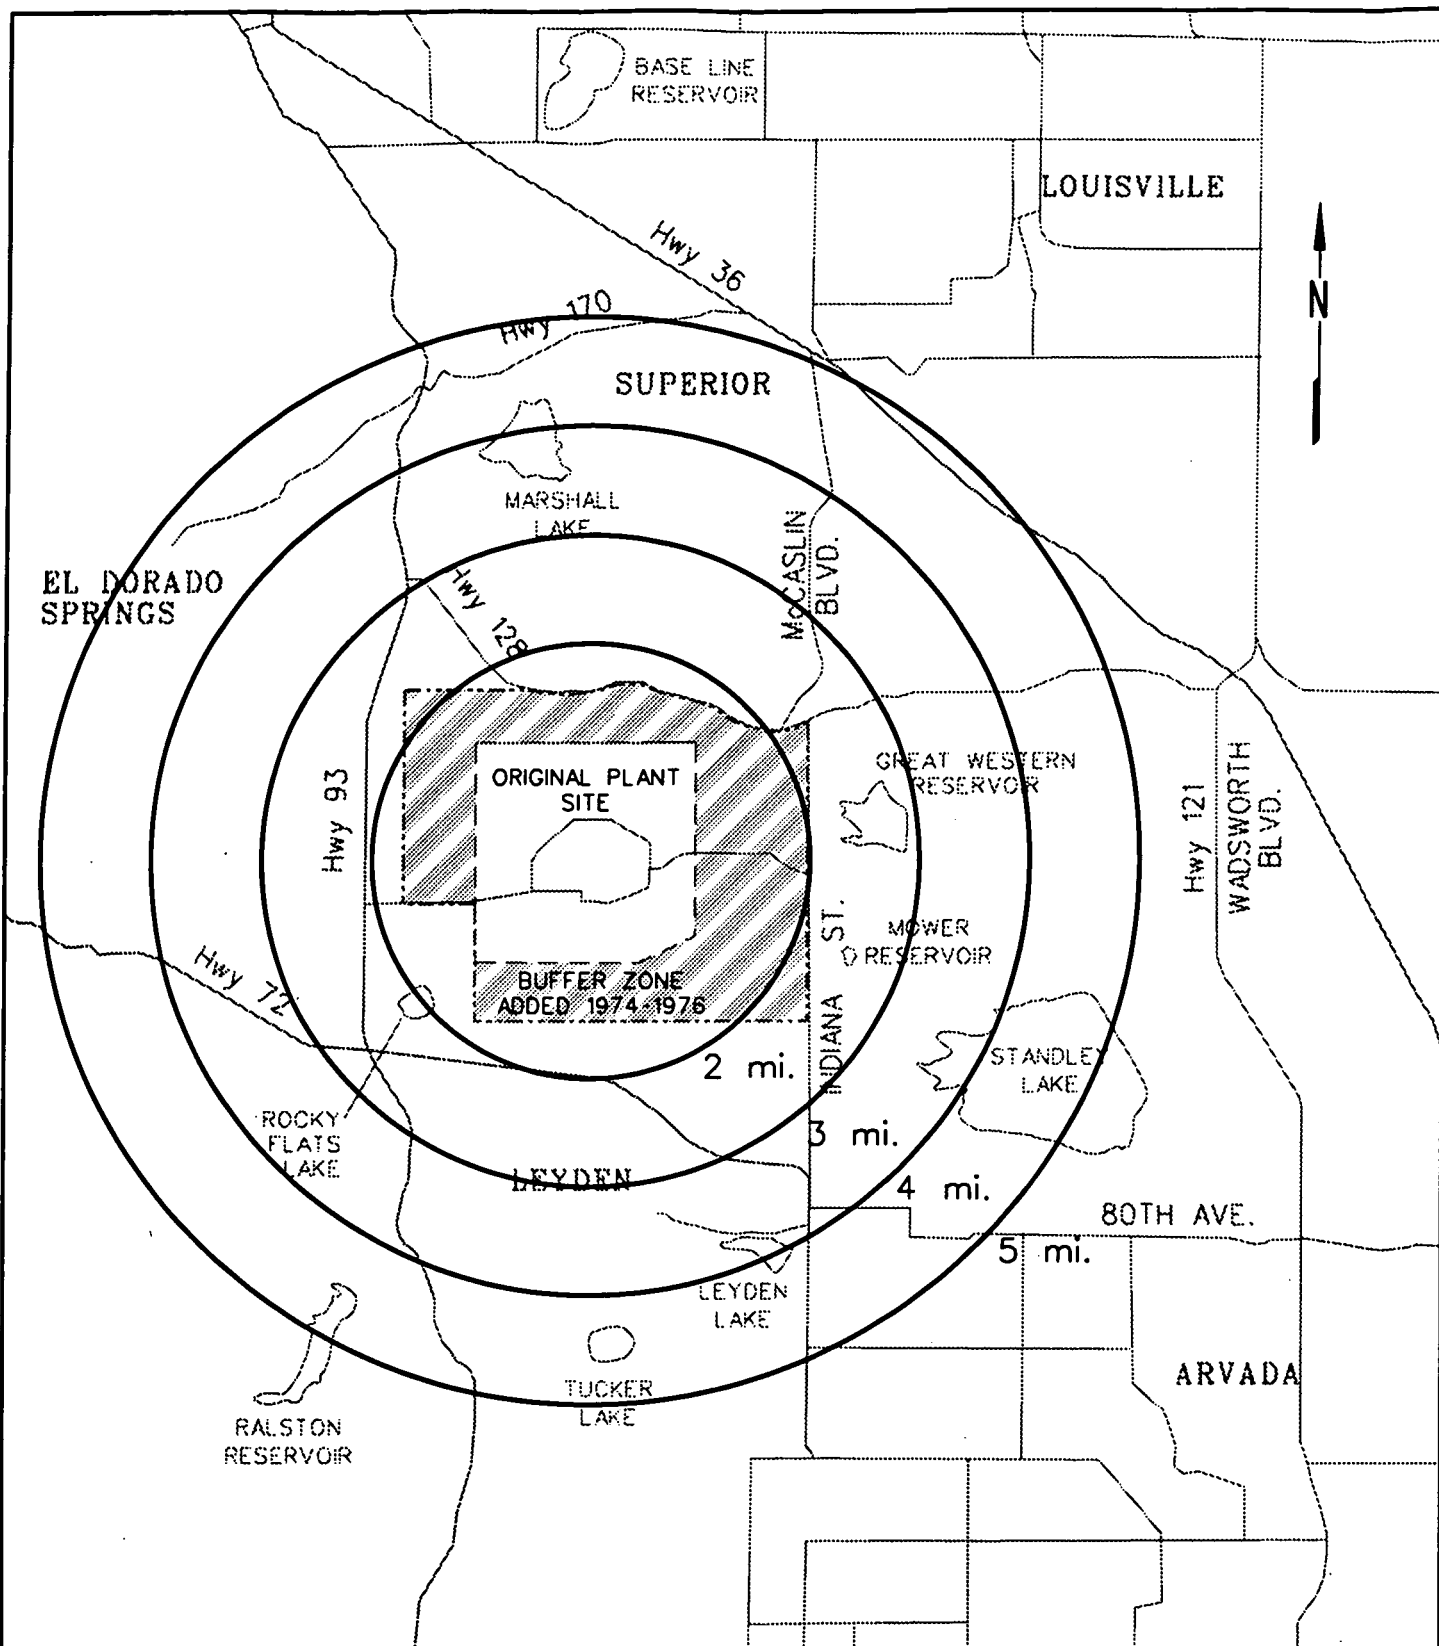 BASE LINE
RESERVOIR
LOUISVILLE
Hwy 36
N
Hwy 170
SUPERIOR
MARSHALL
LAKE
McCASLIN
BLVD.
EL DORADO
SPRINGS
Hwy 128
GREAT WESTERN
RESERVOIR
ORIGINAL PLANT
SITE
Hwy 93
Hwy 121
WADSWORTH
BLVD.
MOWER
RESERVOIR
INDIANA ST.
Hwy 72
BUFFER ZONE
ADDED 1974-1976
STANDLEY
LAKE
2 mi.
ROCKY
FLATS
LAKE
3 mi.
LEYDEN
4 mi.
80TH AVE.
5 mi.
LEYDEN
LAKE
ARVADA
TUCKER
LAKE
RALSTON
RESERVOIR